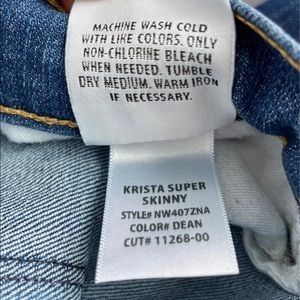 MACHINE WASH COLD
WITH LIKE COLORS. ONLY
NON-CHLORINE BLEACH
WHEN NEEDED. TUMBLE
DRY MEDIUM. WARM IRON
IF NECESSARY.
KRISTA SUPER
SKINNY
STYLE# NW407ZNA
COLOR# DEAN
CUT# 11268-00